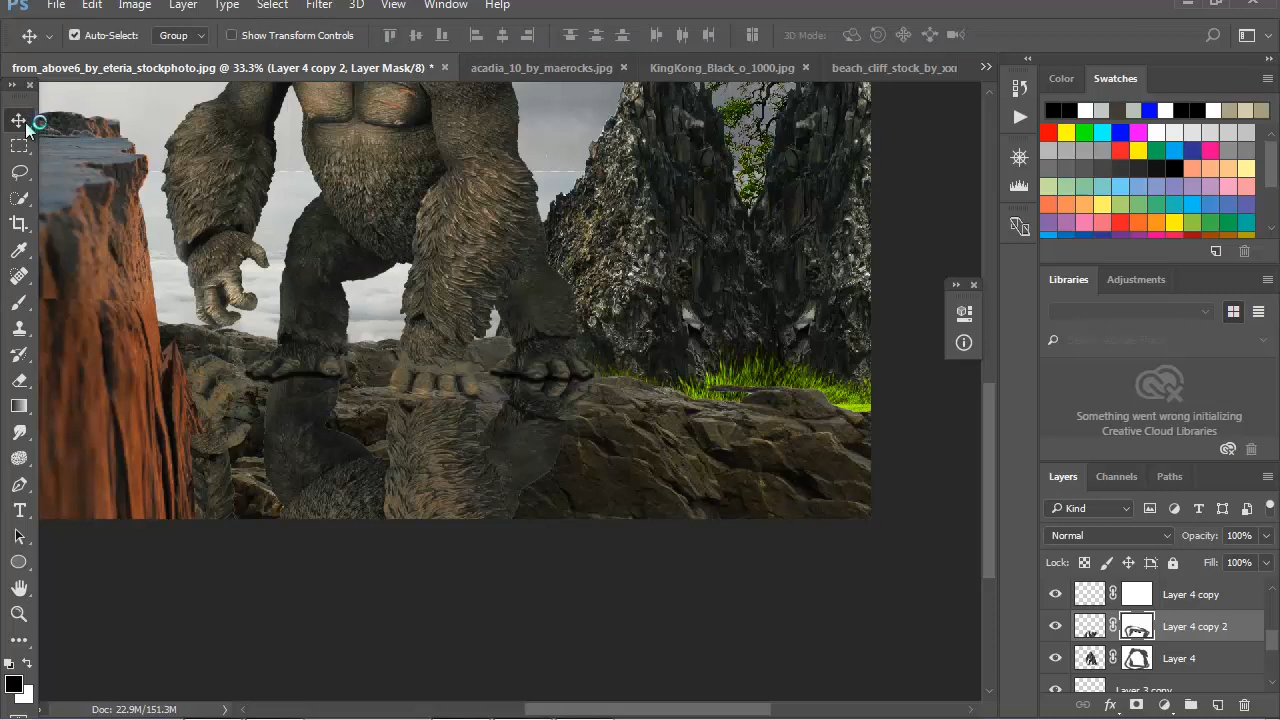 Ps File Edit Image Layer Type Select Filter 3D View Window Help
Auto-Select: Group Show Transform Controls 3D Mode:
from_above6_by_eteria_stockphoto.jpg @ 33.3% (Layer 4 copy 2, Layer Mask/8) * acacia_10_by_maerocks.jpg KingKong_Black_o_1000.jpg beach_cliff_stock_by_xxı
Color Swatches
Libraries Adjustments
Something went wrong initializing
Creative Cloud Libraries
Layers Channels Paths
Kind
Normal Opacity: 100%
Lock: Fill: 100%
Layer 4 copy
Layer 4 copy 2
Layer 4
Layer 3 copy
Doc: 22.9M/151.3M